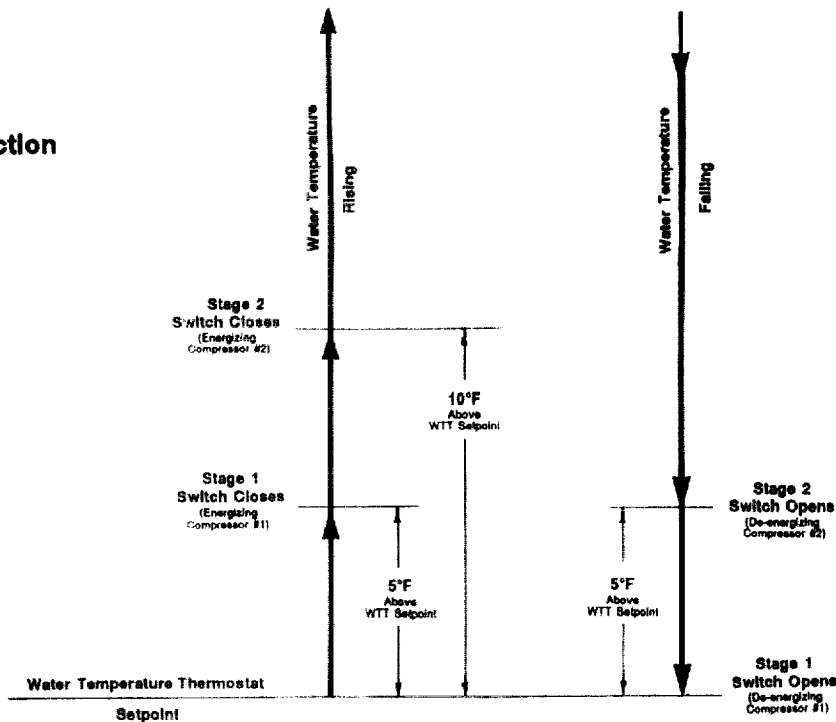 ction
Water Temperature
Rising
Water Temperature
Falling
Stage 2
Switch Closes
(Energizing
Compressor #2)
10°F
Above
WTT Setpoint
Stage 1
Switch Closes
(Energizing
Compressor #1)
5°F
Above
WTT Setpoint
5°F
Above
WTT Setpoint
Stage 2
Switch Opens
(De-energizing
Compressor #2)
Stage 1
Switch Opens
(De-energizing
Compressor #1)
Water Temperature Thermostat
Setpoint